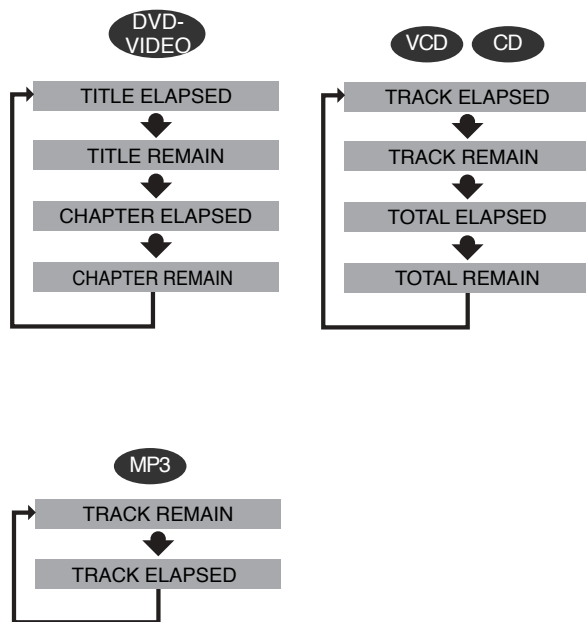 DVD-
VIDEO
TITLE ELAPSED
TITLE REMAIN
CHAPTER ELAPSED
CHAPTER REMAIN
VCD CD
TRACK ELAPSED
TRACK REMAIN
TOTAL ELAPSED
TOTAL REMAIN
MP3
TRACK REMAIN
TRACK ELAPSED